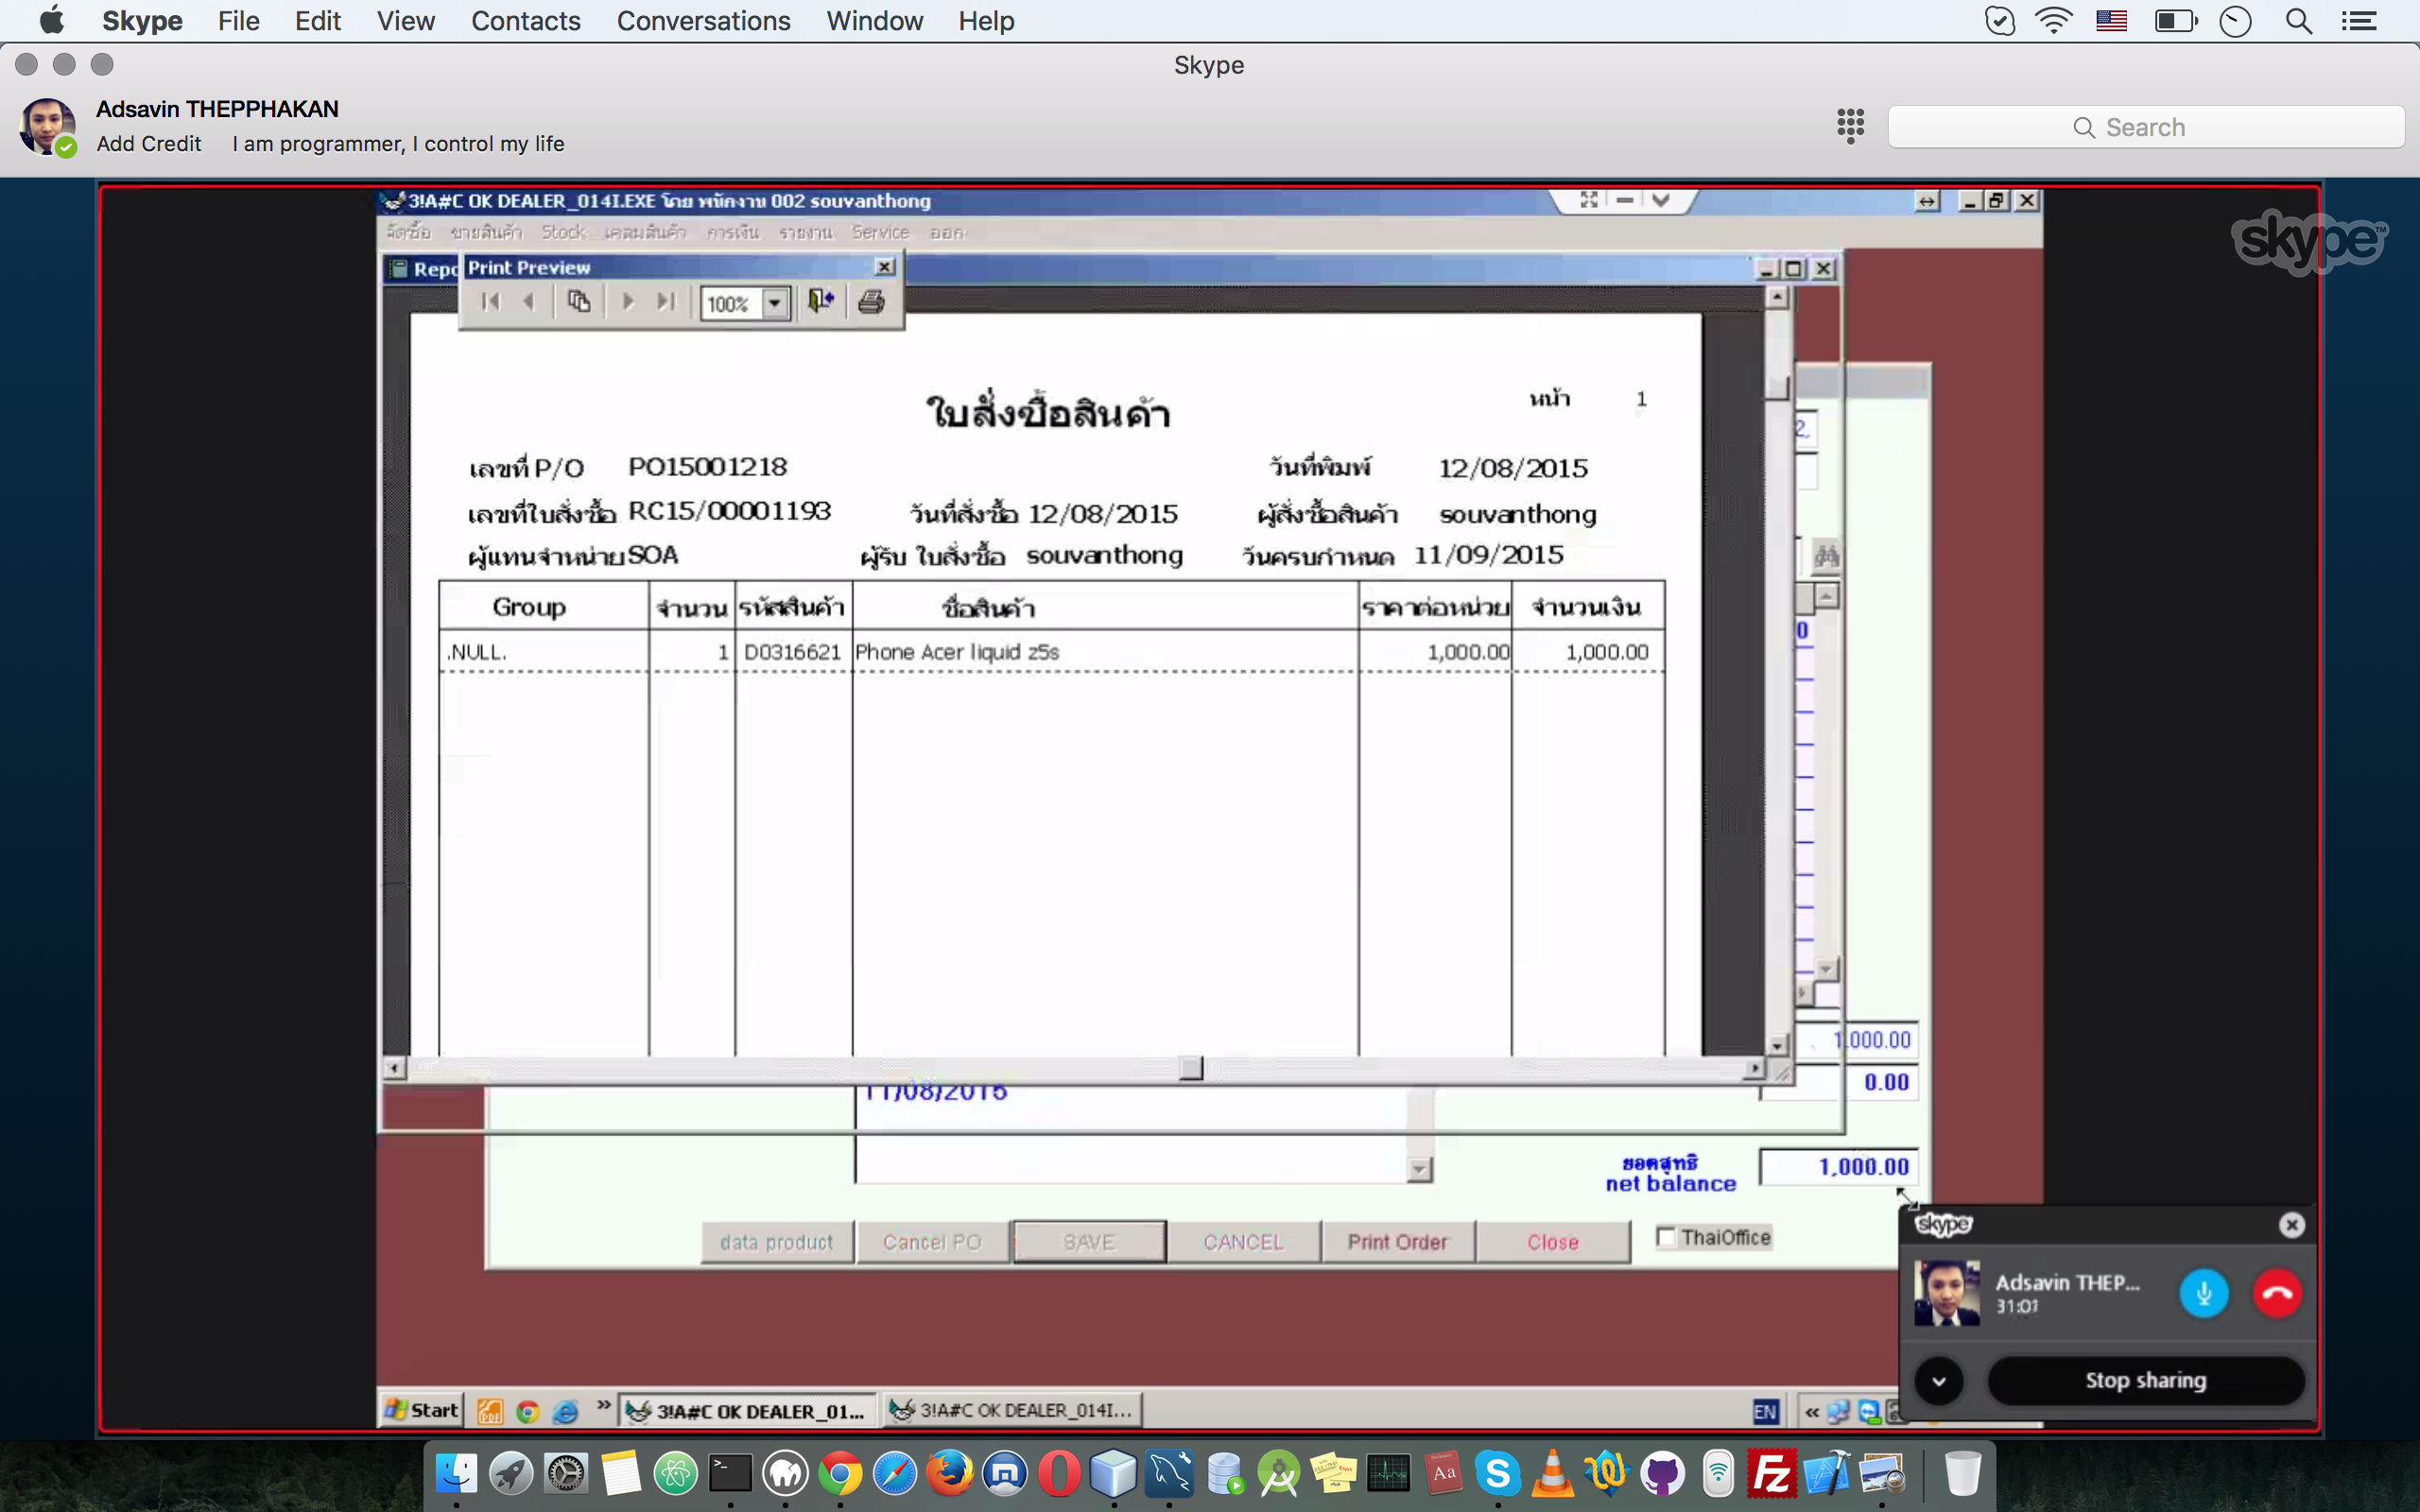 Skype File Edit View Contacts Conversations Window Help
Skype
Adsavin THEPPHAKAN
Add Credit I am programmer, I control my life
Search
3!A#C OK DEALER_014I.EXE โดย พนักงาน 002 souvanthong
skype
จัดซื้อ ขายสินค้า Stock เคลมสินค้า การเงิน รายงาน Service ออก
Repo
Print Preview
100%
ใบสั่งซื้อสินค้า
หน้า 1
เลขที่ P/O PO15001218 วันที่พิมพ์ 12/08/2015
เลขที่ใบสั่งซื้อ RC15/00001193 วันที่สั่งซื้อ 12/08/2015 ผู้สั่งซื้อสินค้า souvanthong
ผู้แทนจำหน่าย SOA ผู้รับ ใบสั่งซื้อ souvanthong วันครบกำหนด 11/09/2015
Group จำนวน รหัสสินค้า ชื่อสินค้า ราคาต่อหน่วย จำนวนเงิน
.NULL. 1 D0316621 Phone Acer liquid z5s 1,000.00 1,000.00
2,
0
1,000.00
0.00
11/08/2015
ยอดสุทธิ
net balance
1,000.00
data product Cancel PO SAVE CANCEL Print Order Close ThaiOffice
skype
Adsavin THEP...
31:01
Stop sharing
Start PDF » 3!A#C OK DEALER_01... 3!A#C OK DEALER_014I... EN «
Aa S Fz